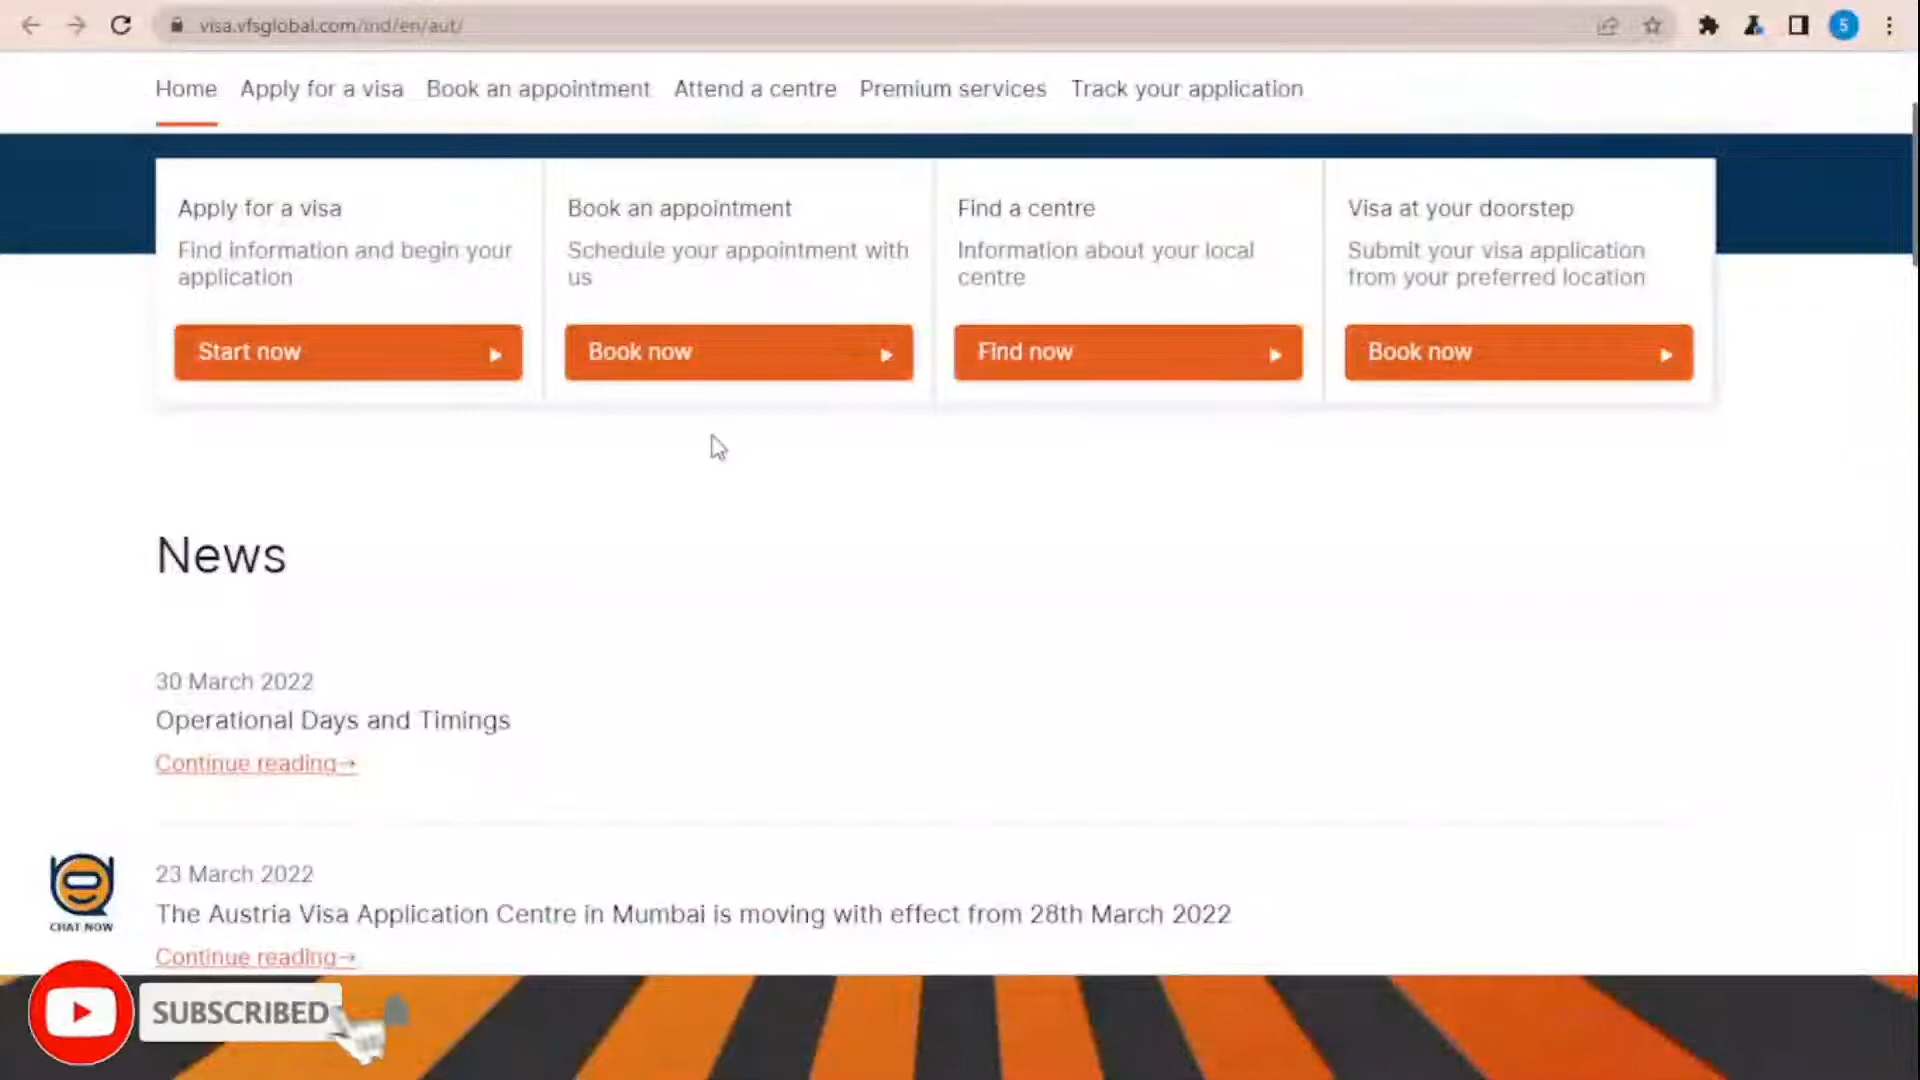 visa.vfsglobal.com/ind/en/aut/
S
Home Apply for a visa Book an appointment Attend a centre Premium services Track your application
Apply for a visa
Find information and begin your
application
Start now
Book an appointment
Schedule your appointment with
us
Book now
Find a centre
Information about your local
centre
Find now
Visa at your doorstep
Submit your visa application
from your preferred location
Book now
News
30 March 2022
Operational Days and Timings
Continue reading→
23 March 2022
The Austria Visa Application Centre in Mumbai is moving with effect from 28th March 2022
Continue reading→
CHAT NOW
SUBSCRIBED